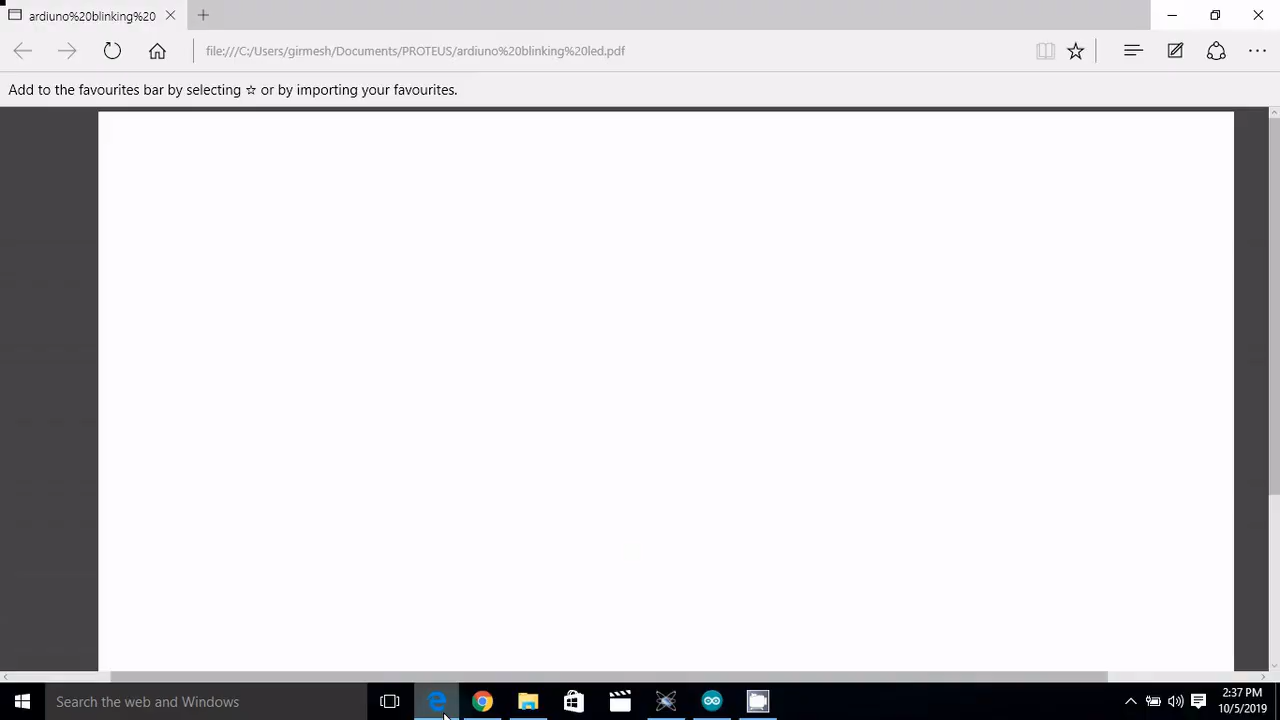 ardiuno%20blinking%20
file:///C:/Users/girmesh/Documents/PROTEUS/ardiuno%20blinking%20led.pdf
Add to the favourites bar by selecting ☆ or by importing your favourites.
Search the web and Windows
2:37 PM
10/5/2019